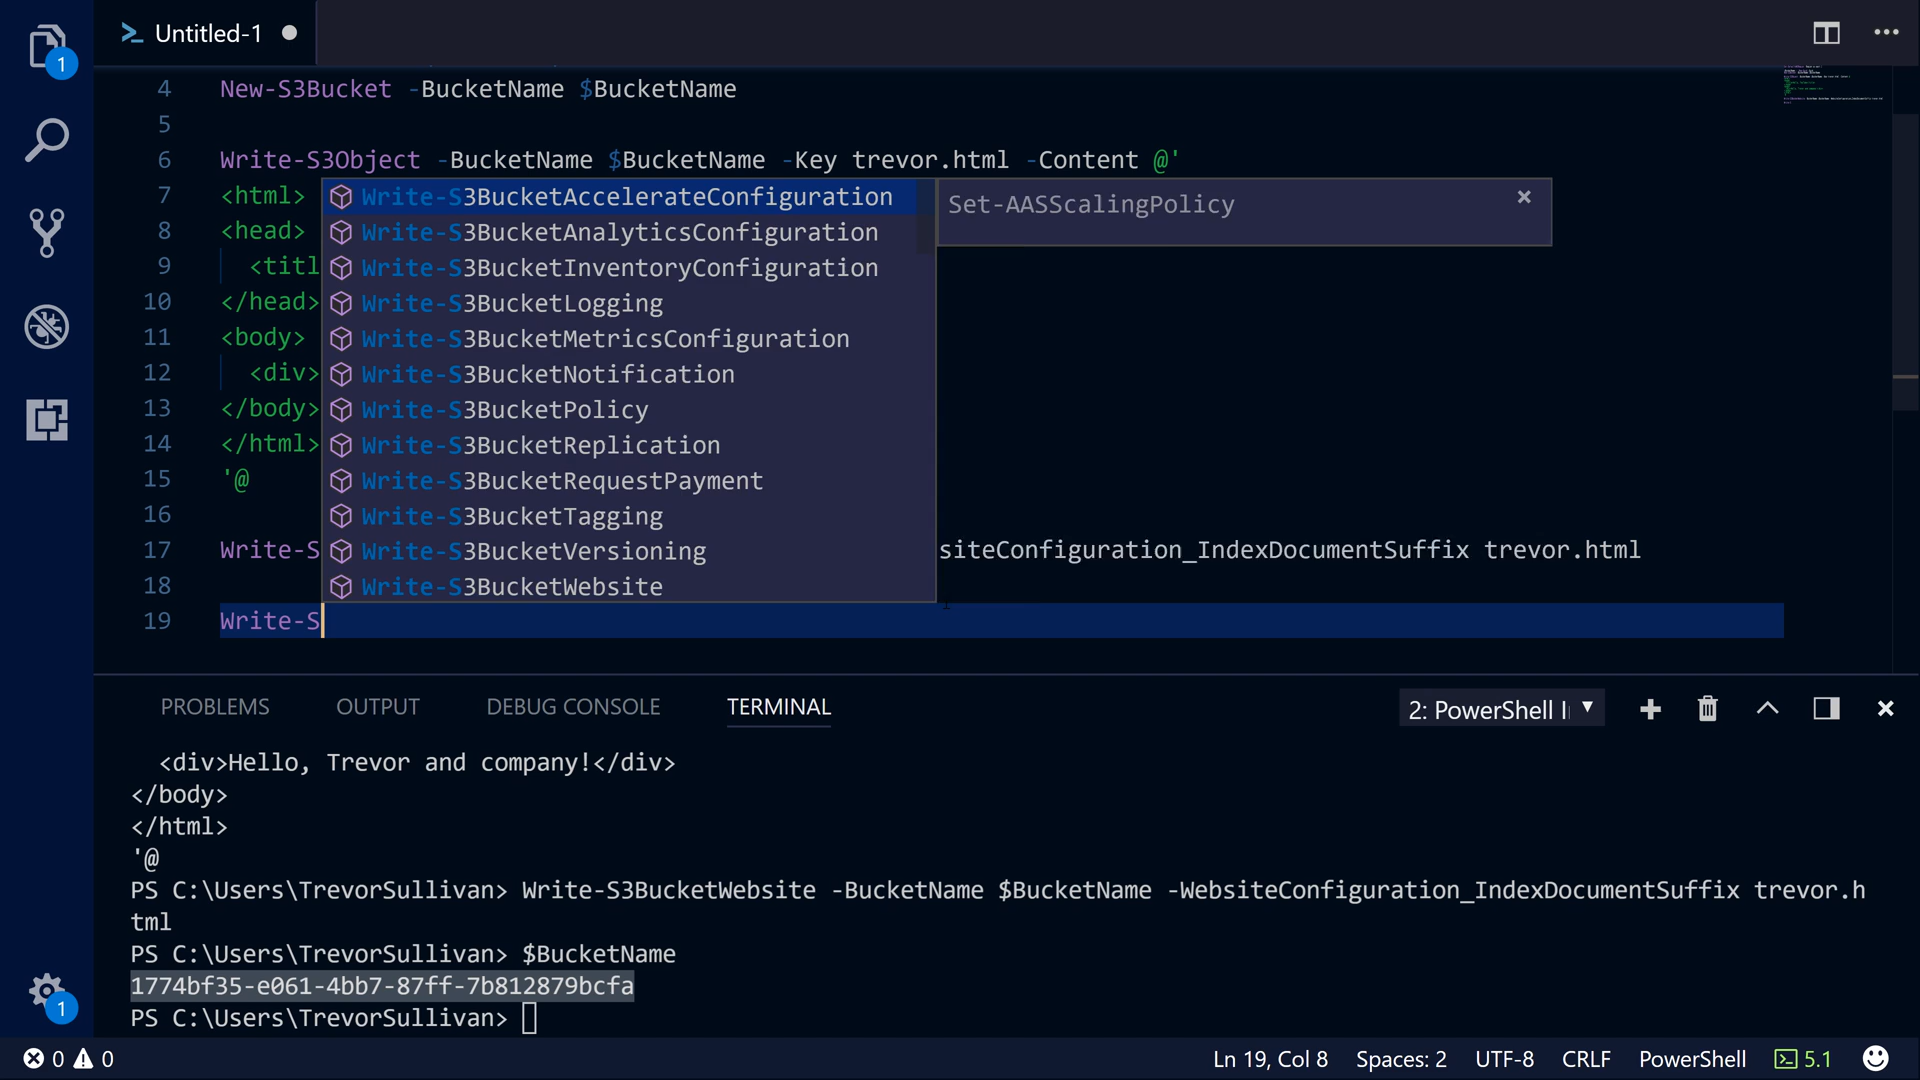 1
Untitled-1
4 New-S3Bucket -BucketName $BucketName
5
6 Write-S3Object -BucketName $BucketName -Key trevor.html -Content @'
7 <html>
8 <head>
9 <titl
10 </head>
11 <body>
12 <div>
13 </body>
14 </html>
15 '@
16
17 Write-S siteConfiguration_IndexDocumentSuffix trevor.html
18
19 Write-S
Write-S3BucketAccelerateConfiguration
Write-S3BucketAnalyticsConfiguration
Write-S3BucketInventoryConfiguration
Write-S3BucketLogging
Write-S3BucketMetricsConfiguration
Write-S3BucketNotification
Write-S3BucketPolicy
Write-S3BucketReplication
Write-S3BucketRequestPayment
Write-S3BucketTagging
Write-S3BucketVersioning
Write-S3BucketWebsite
Set-AASScalingPolicy
PROBLEMS OUTPUT DEBUG CONSOLE TERMINAL 2: PowerShell I
<div>Hello, Trevor and company!</div>
</body>
</html>
'@
PS C:\Users\TrevorSullivan> Write-S3BucketWebsite -BucketName $BucketName -WebsiteConfiguration_IndexDocumentSuffix trevor.h
tml
PS C:\Users\TrevorSullivan> $BucketName
1774bf35-e061-4bb7-87ff-7b812879bcfa
PS C:\Users\TrevorSullivan>
1
0 0 Ln 19, Col 8 Spaces: 2 UTF-8 CRLF PowerShell 5.1